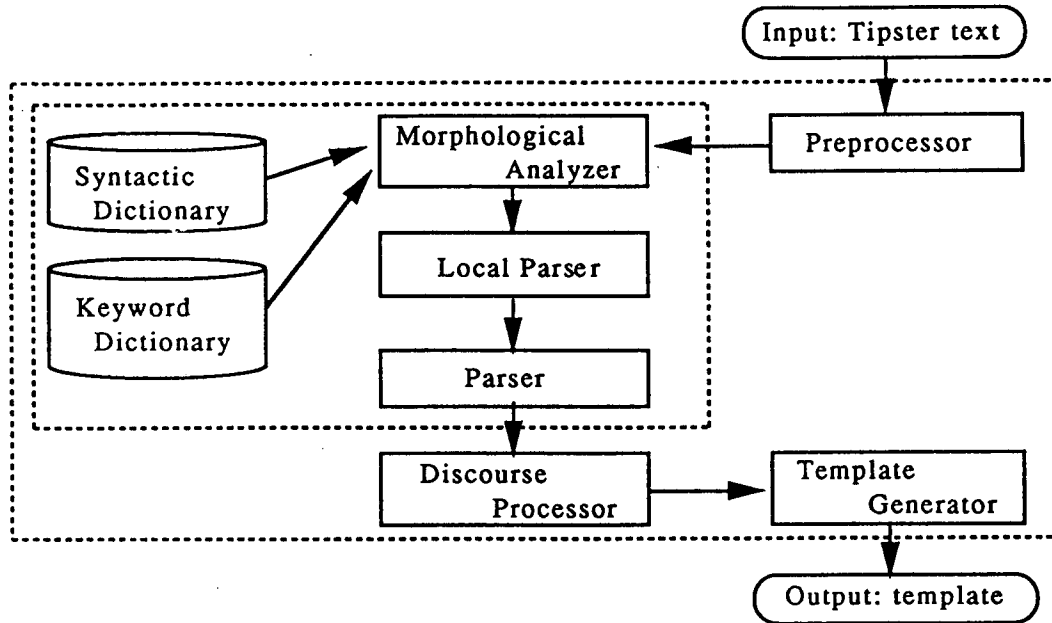 Input: Tipster text
Preprocessor
Morphological
Analyzer
Syntactic
Dictionary
Local Parser
Keyword
Dictionary
Parser
Discourse
Processor
Template
Generator
Output: template